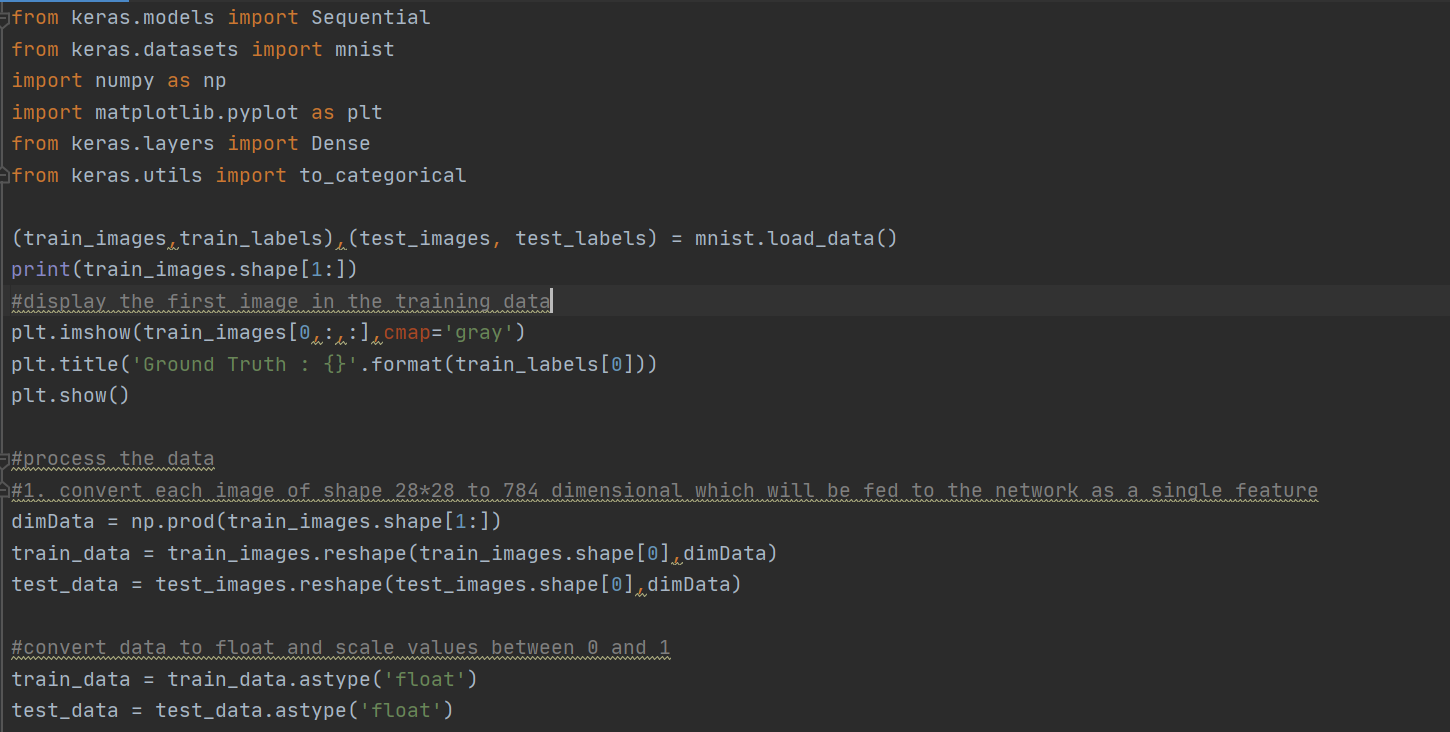 from keras.models import Sequential
from keras.datasets import mnist
import numpy as np
import matplotlib.pyplot as plt
from keras.layers import Dense
from keras.utils import to_categorical
(train_images,train_labels),(test_images, test_labels) = mnist.load_data()
print(train_images.shape[1:])
#display the first image in the training data
plt.imshow(train_images[0,:,:],cmap='gray')
plt.title('Ground Truth : {}'.format(train_labels[0]))
plt.show()
#process the data
#1. convert each image of shape 28*28 to 784 dimensional which will be fed to the network as a single feature
dimData = np.prod(train_images.shape[1:])
train_data = train_images.reshape(train_images.shape[0],dimData)
test_data = test_images.reshape(test_images.shape[0],dimData)
#convert data to float and scale values between 0 and 1
train_data = train_data.astype('float')
test_data = test_data.astype('float')